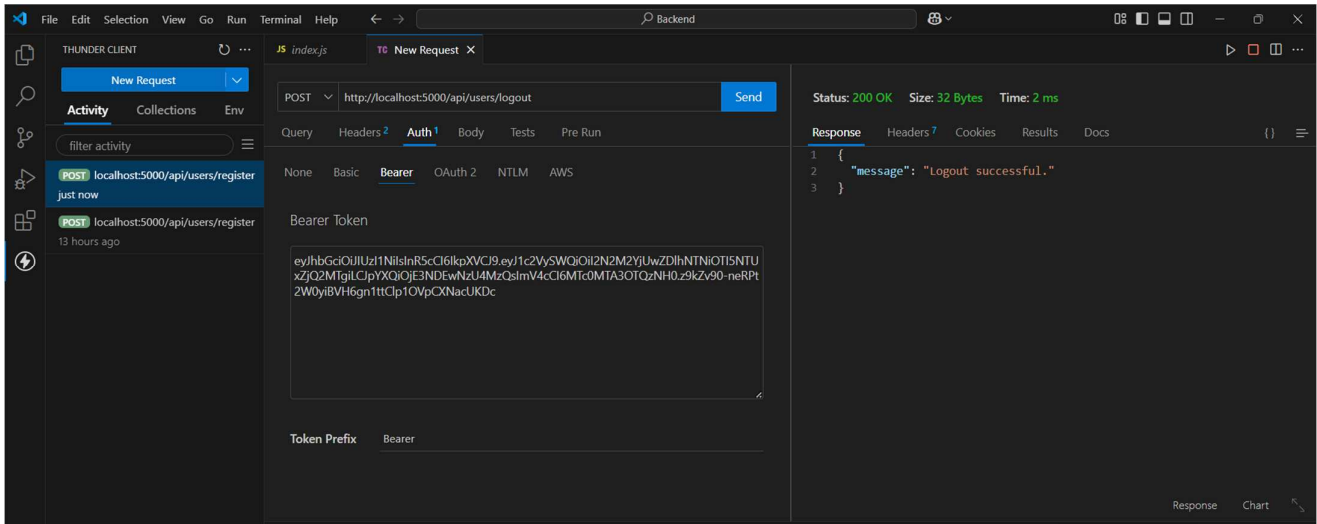 File Edit Selection View Go Run Terminal Help
Backend
THUNDER CLIENT
New Request
Activity Collections Env
filter activity
POST localhost:5000/api/users/register
just now
POST localhost:5000/api/users/register
13 hours ago
JS index.js
TC New Request
POST http://localhost:5000/api/users/logout Send
Query Headers 2 Auth 1 Body Tests Pre Run
None Basic Bearer OAuth 2 NTLM AWS
Bearer Token
eyJhbGciOiJIUzI1NiIsInR5cCI6IkpXVCJ9.eyJ1c2VySWQiOiI2N2M2YjUwZDlhNTNiOTI5NTU
xZjQ2MTgiLCJpYXQiOjE3NDEwNzU4MzQsImV4cCI6MTc0MTA3OTQzNH0.z9kZv90-neRPt
2W0yiBVH6gn1ttClp1OVpCXNacUKDc
Token Prefix Bearer
Status: 200 OK Size: 32 Bytes Time: 2 ms
Response Headers 7 Cookies Results Docs {}
1 {
2 "message": "Logout successful."
3 }
Response Chart